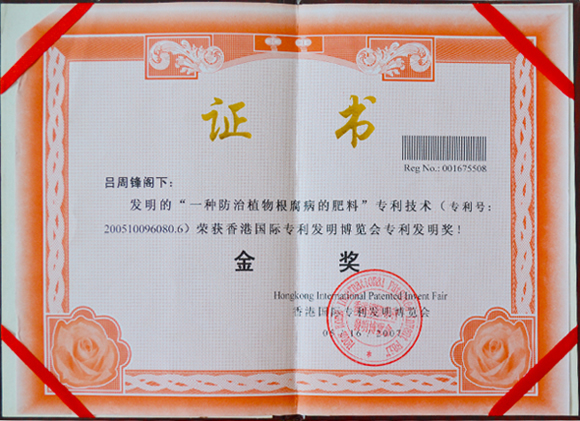 证 书
Reg No.: 001675508
吕周锋阁下:
发明的“一种防治植物根腐病的肥料”专利技术(专利号:
200510096080.6)荣获香港国际专利发明博览会专利发明奖!
金 奖
Hongkong International Patented Invent Fair
香港国际专利发明博览会
05 / 16 / 2007